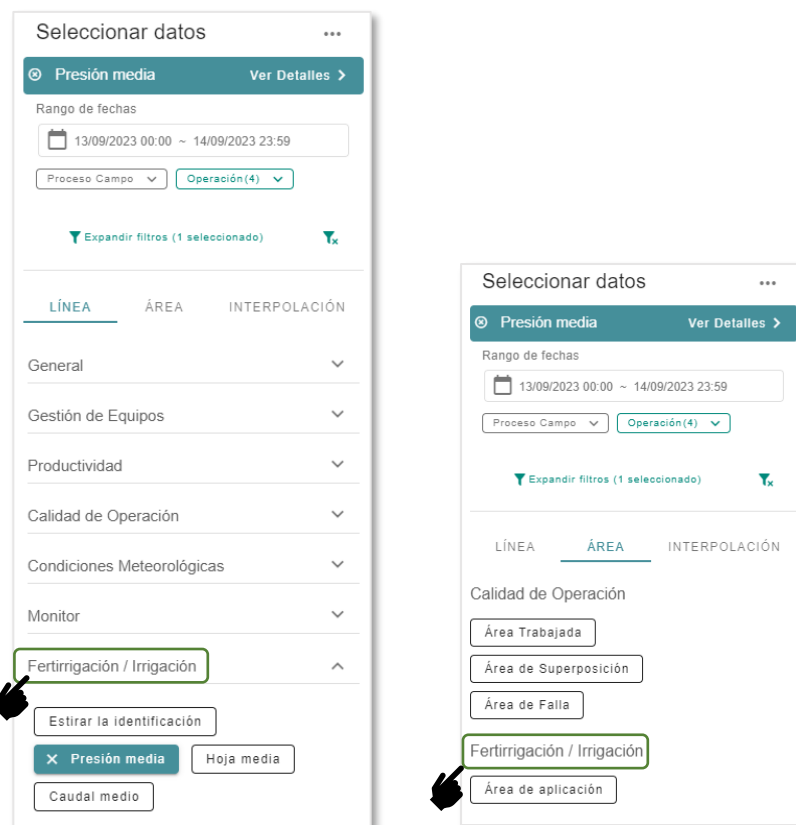 Seleccionar datos
Presión media Ver Detalles
Rango de fechas
13/09/2023 00:00 ~ 14/09/2023 23:59
Proceso Campo Operación(4)
Expandir filtros (1 seleccionado)
LÍNEA ÁREA INTERPOLACIÓN
General
Gestión de Equipos
Productividad
Calidad de Operación
Condiciones Meteorológicas
Monitor
Fertirrigación / Irrigación
Estirar la identificación
Presión media Hoja media
Caudal medio
Seleccionar datos
Presión media Ver Detalles
Rango de fechas
13/09/2023 00:00 ~ 14/09/2023 23:59
Proceso Campo Operación(4)
Expandir filtros (1 seleccionado)
LÍNEA ÁREA INTERPOLACIÓN
Calidad de Operación
Área Trabajada
Área de Superposición
Área de Falla
Fertirrigación / Irrigación
Área de aplicación